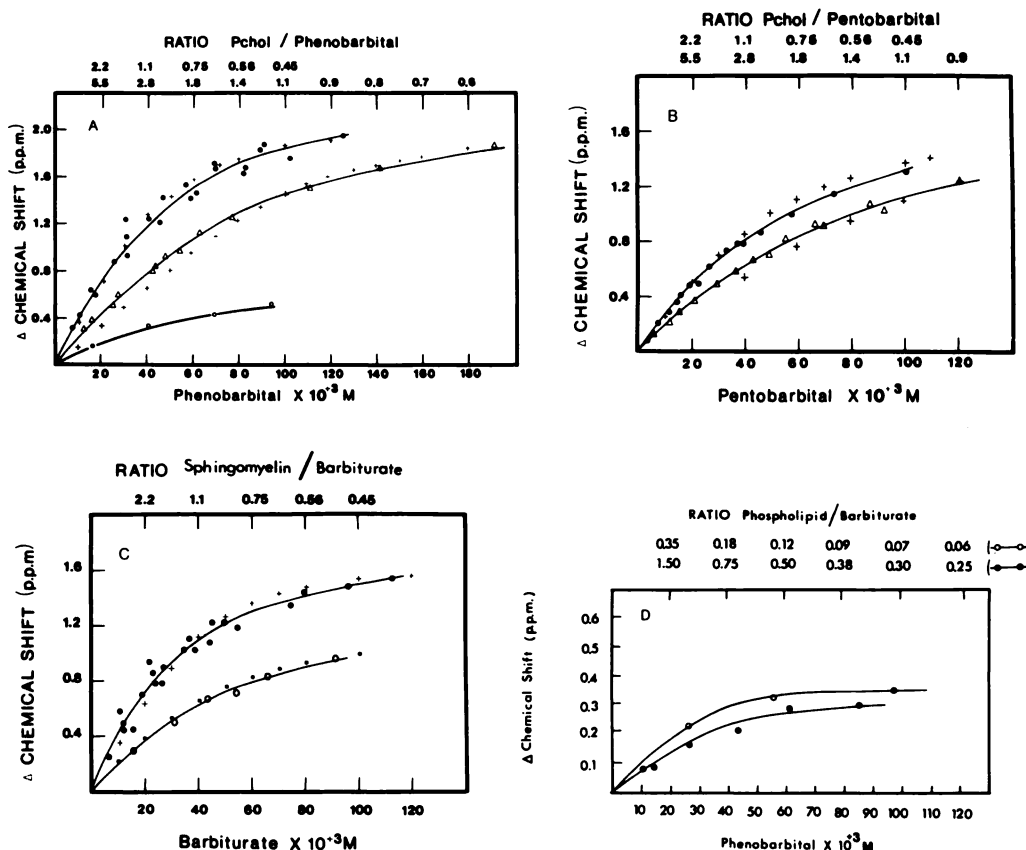 RATIO Pchol / Phenobarbital
2.2 1.1 0.75 0.56 0.45
5.5 2.8 1.8 1.4 1.1 0.9 0.8 0.7 0.6
A
Δ CHEMICAL SHIFT (p.p.m.)
2.0
1.6
1.2
0.8
0.4
20 40 60 80 100 120 140 160 180
Phenobarbital X 10⁺³ M
RATIO Pchol / Pentobarbital
2.2 1.1 0.75 0.56 0.45
5.5 2.8 1.8 1.4 1.1 0.9
B
Δ CHEMICAL SHIFT (p.p.m.)
1.6
1.2
0.8
0.4
20 40 60 80 100 120
Pentobarbital X 10⁺³ M
RATIO Sphingomyelin / Barbiturate
2.2 1.1 0.75 0.56 0.45
C
Δ CHEMICAL SHIFT (p.p.m)
1.6
1.2
0.8
0.4
20 40 60 80 100 120
Barbiturate X 10⁺³M
RATIO Phospholipid/Barbiturate
0.35 0.18 0.12 0.09 0.07 0.06
1.50 0.75 0.50 0.38 0.30 0.25
D
Δ Chemical Shift (p.p.m.)
0.6
0.5
0.4
0.3
0.2
0.1
10 20 30 40 50 60 70 80 90 100 110 120
Phenobarbital X 10⁺³ M